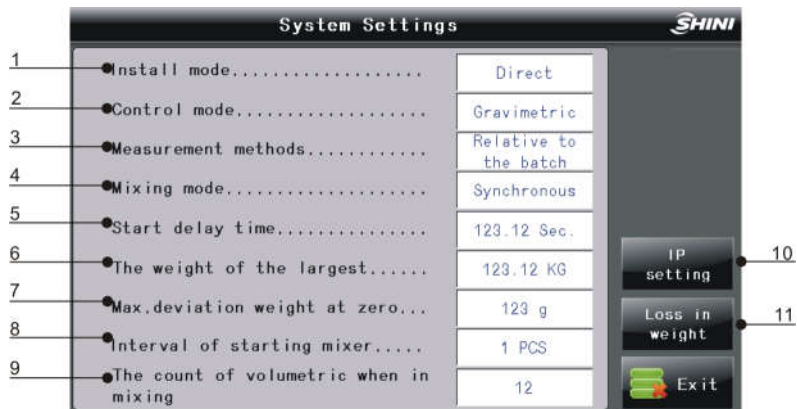 System Settings
SHINI
1 Install mode................... Direct
2 Control mode................... Gravimetric
3 Measurement methods............ Relative to
the batch
4 Mixing mode.................... Synchronous
5 Start delay time............... 123.12 Sec.
6 The weight of the largest...... 123.12 KG
7 Max.deviation weight at zero... 123 g
8 Interval of starting mixer..... 1 PCS
9 The count of volumetric when in
mixing 12
IP
setting 10
Loss in
weight 11
Exit